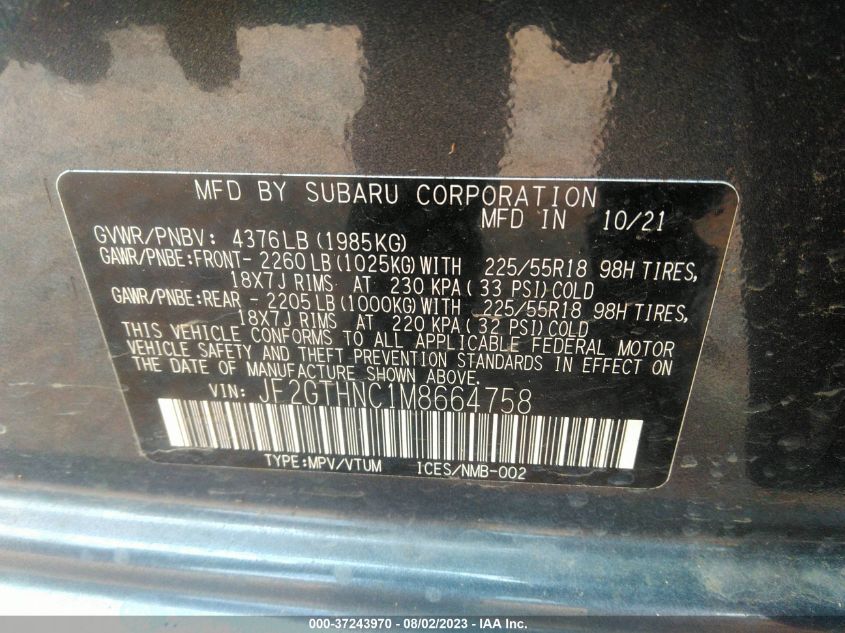 MFD BY SUBARU CORPORATION
MFD IN 10/21
GVWR/PNBV: 4376LB(1985KG)
GAWR/PNBE:FRONT- 2260LB(1025KG)WITH 225/55R18 98H TIRES,
18X7J RIMS AT 230 KPA(33 PSI)COLD
GAWR/PNBE:REAR - 2205LB(1000KG)WITH 225/55R18 98H TIRES,
18X7J RIMS AT 220 KPA(32 PSI)COLD
THIS VEHICLE CONFORMS TO ALL APPLICABLE FEDERAL MOTOR
VEHICLE SAFETY AND THEFT PREVENTION STANDARDS IN EFFECT ON
THE DATE OF MANUFACTURE SHOWN ABOVE.
VIN: JF2GTHNC1M8664758
TYPE:MPV/VTUM ICES/NMB-002
000-37243970 - 08/02/2023 - IAA Inc.